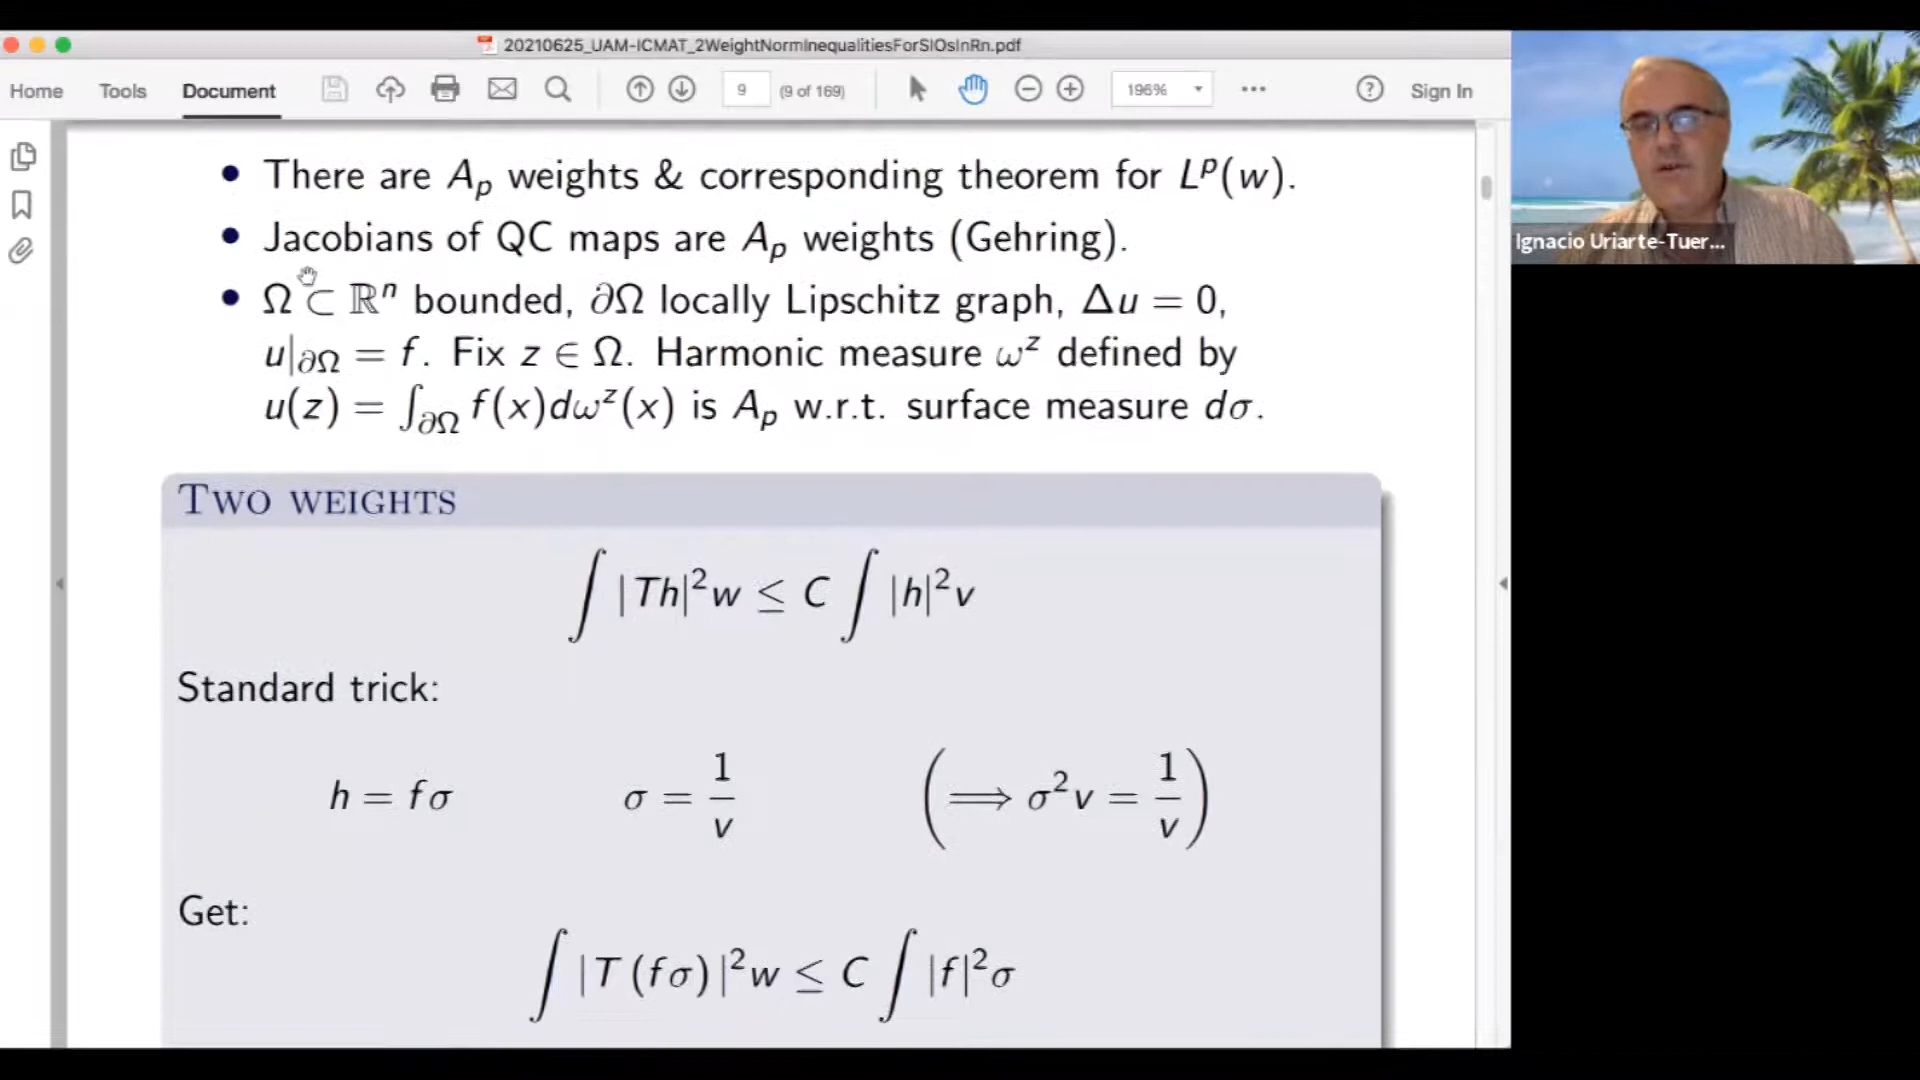 20210625_UAM-ICMAT_2WeightNormInequalitiesForSIOsInRn.pdf
Home Tools Document 9 (9 of 169) 196% ••• Sign In
• There are A_p weights & corresponding theorem for L^p(w).
• Jacobians of QC maps are A_p weights (Gehring).
• Ω ⊂ ℝ^n bounded, ∂Ω locally Lipschitz graph, Δu = 0,
u|_{∂Ω} = f. Fix z ∈ Ω. Harmonic measure ω^z defined by
u(z) = ∫_{∂Ω} f(x)dω^z(x) is A_p w.r.t. surface measure dσ.
Two weights
∫ |Th|^2 w ≤ C ∫ |h|^2 v
Standard trick:
h = fσ σ = 1/v (⟹ σ^2 v = 1/v)
Get:
∫ |T(fσ)|^2 w ≤ C ∫ |f|^2 σ
Ignacio Uriarte-Tuer...